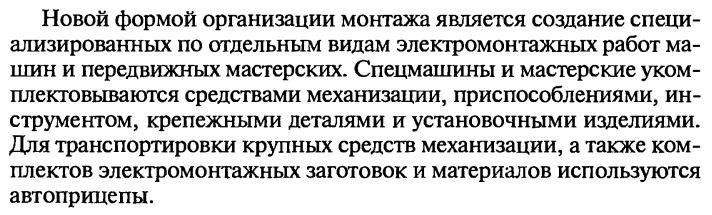 Новой формой организации монтажа является создание специ-
ализированных по отдельным видам электромонтажных работ ма-
шин и передвижных мастерских. Спецмашины и мастерские уком-
плектовываются средствами механизации, приспособлениями, ин-
струментом, крепежными деталями и установочными изделиями.
Для транспортировки крупных средств механизации, а также ком-
плектов электромонтажных заготовок и материалов используются
автоприцепы.